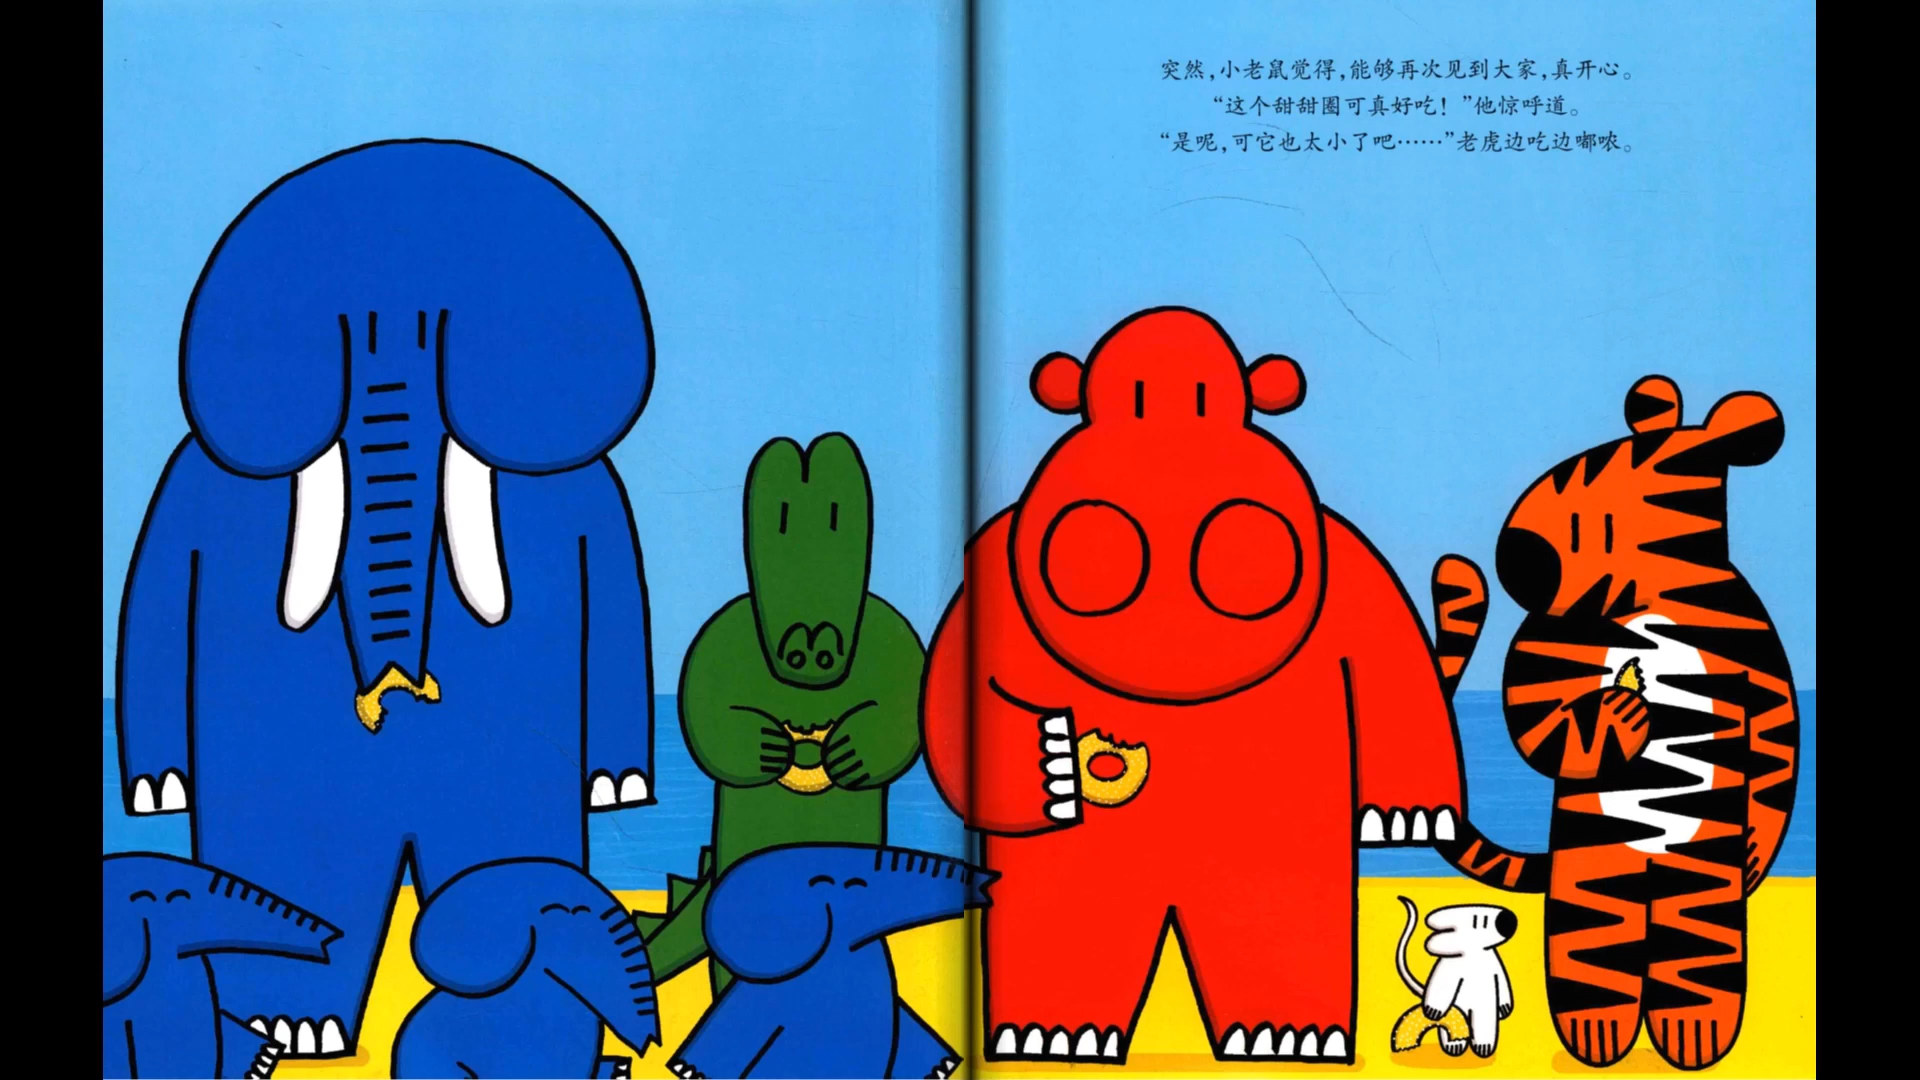 突然，小老鼠觉得，能够再次见到大家，真开心。
“这个甜甜圈可真好吃！”他惊呼道。
“是呢，可它也太小了吧……”老虎边吃边嘟哝。